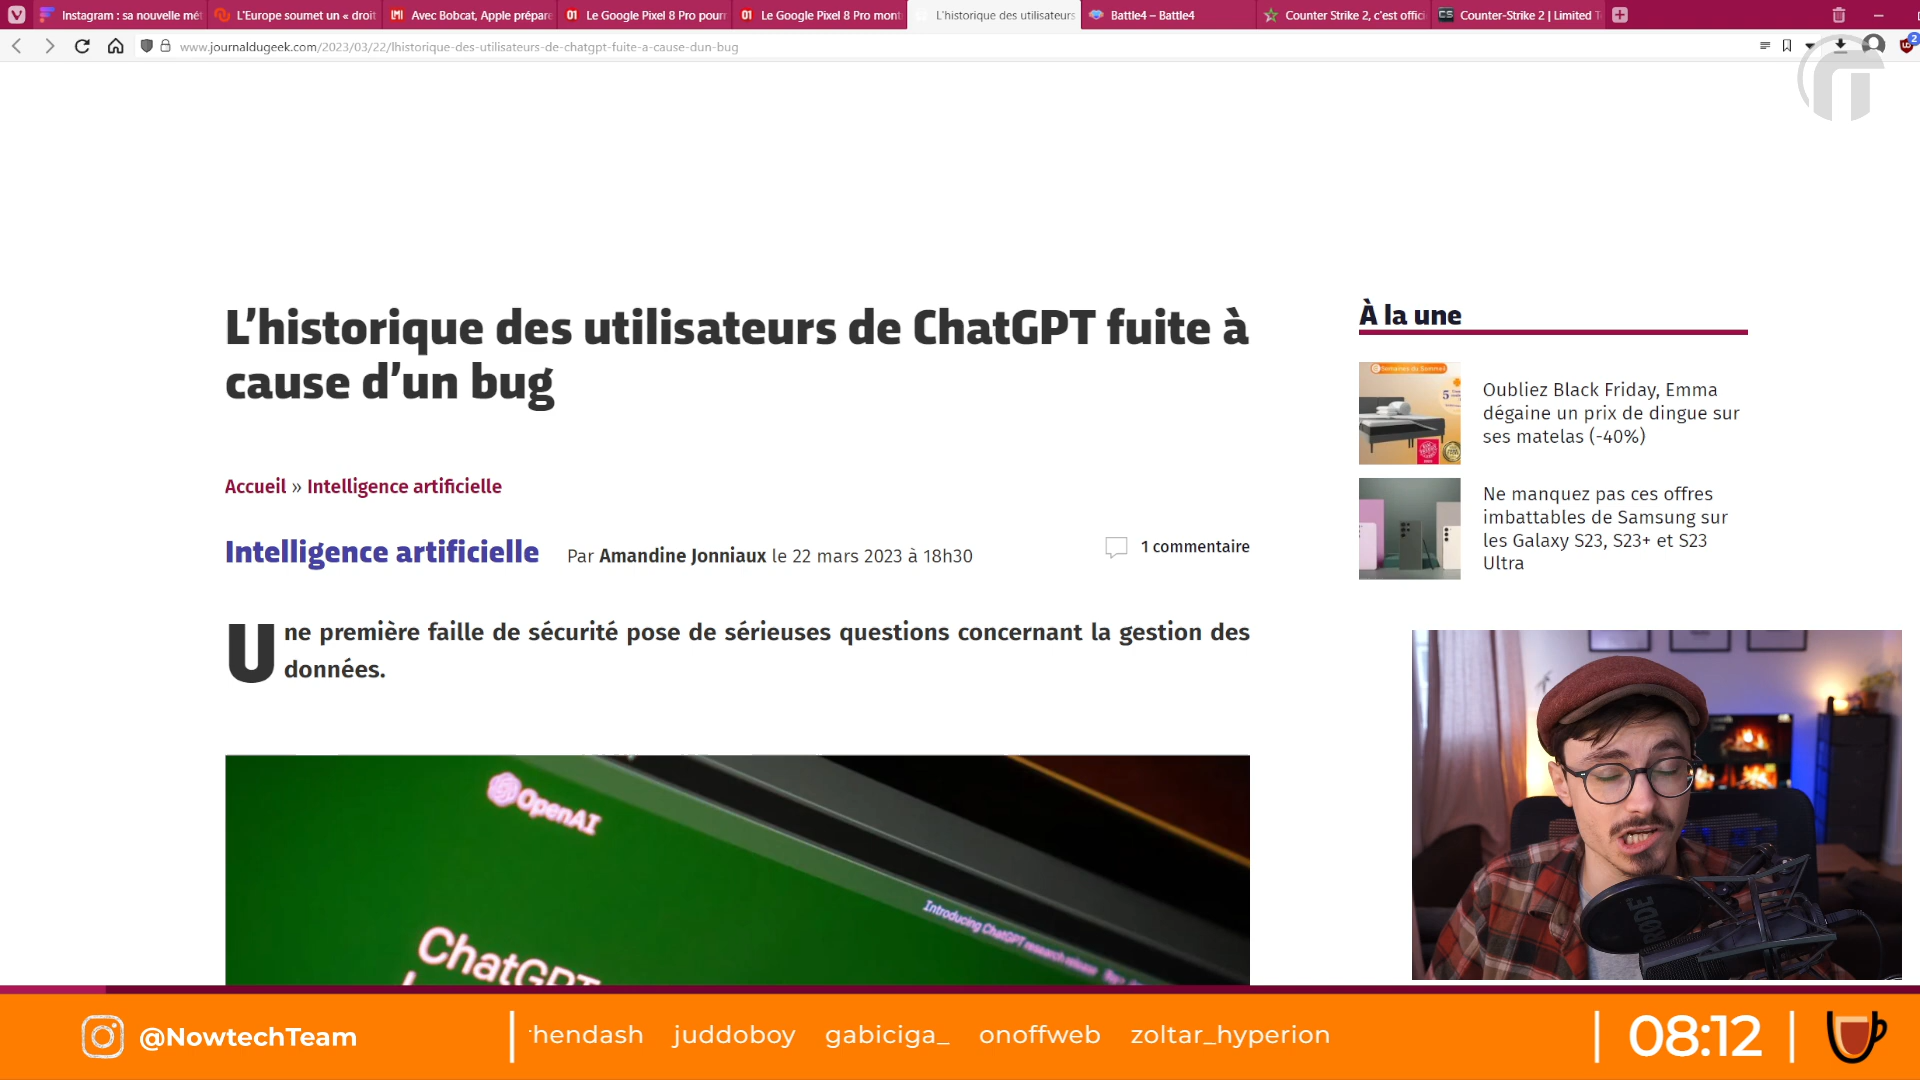 Instagram : sa nouvelle mét
L'Europe soumet un « droit
Avec Bobcat, Apple prépare
01 Le Google Pixel 8 Pro pourr
01 Le Google Pixel 8 Pro mont
L'historique des utilisateurs
Battle4 – Battle4
Counter Strike 2, c'est offici
CS Counter-Strike 2 | Limited T
www.journaldugeek.com/2023/03/22/lhistorique-des-utilisateurs-de-chatgpt-fuite-a-cause-dun-bug
2
L'historique des utilisateurs de ChatGPT fuite à
cause d'un bug
Accueil » Intelligence artificielle
Intelligence artificielle Par Amandine Jonniaux le 22 mars 2023 à 18h30
1 commentaire
Une première faille de sécurité pose de sérieuses questions concernant la gestion des
données.
OpenAI
Introducing ChatGPT research release
ChatGPT
À la une
Oubliez Black Friday, Emma
dégaine un prix de dingue sur
ses matelas (-40%)
Ne manquez pas ces offres
imbattables de Samsung sur
les Galaxy S23, S23+ et S23
Ultra
RODE
@NowtechTeam
hendash juddoboy gabiciga_ onoffweb zoltar_hyperion
08:12